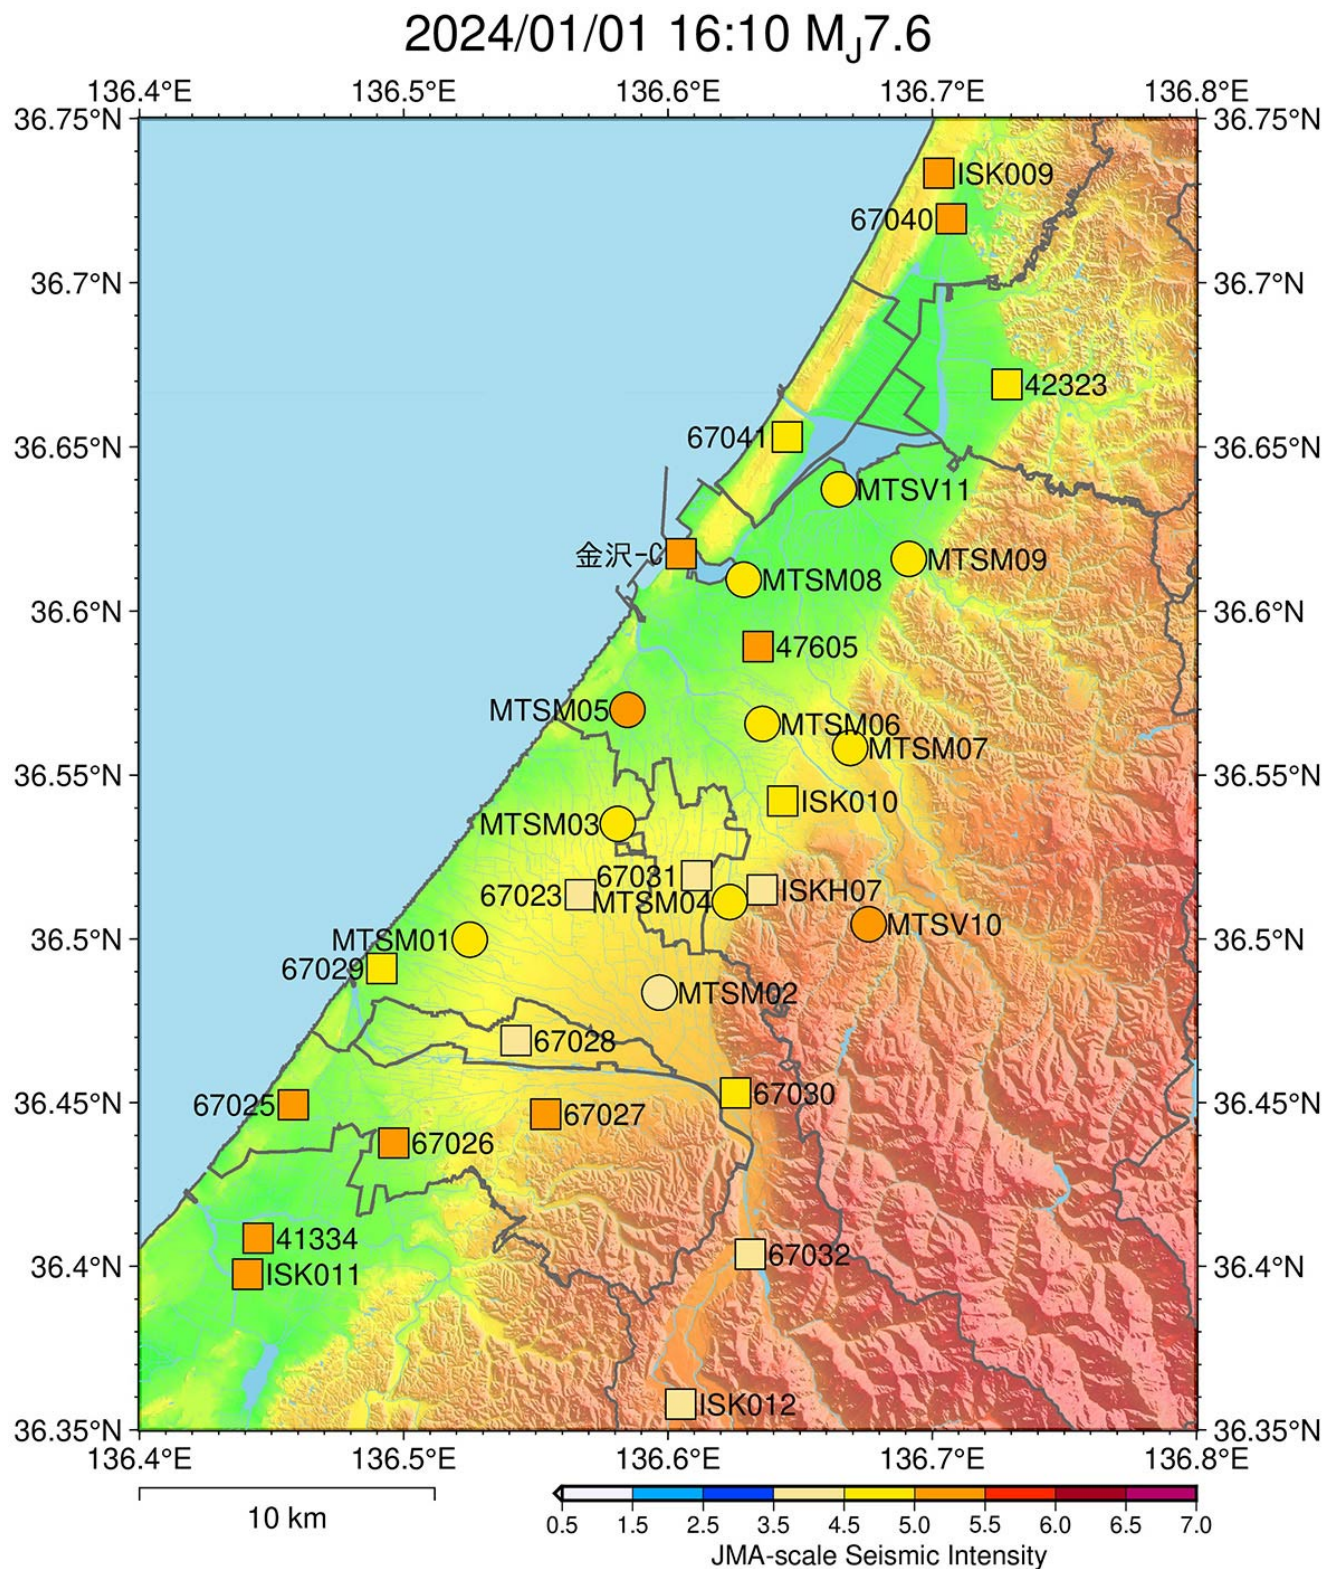 2024/01/01 16:10 MJ7.6
136.4°E 136.5°E 136.6°E 136.7°E 136.8°E
36.75°N 36.75°N
ISK009
67040
36.7°N 36.7°N
42323
67041
36.65°N 36.65°N
MTSV11
金沢-C
MTSM09
MTSM08
36.6°N 36.6°N
47605
MTSM05
MTSM06
MTSM07
36.55°N 36.55°N
ISK010
MTSM03
67031
67023
ISKH07
MTSM04
MTSV10
36.5°N 36.5°N
MTSM01
67029
MTSM02
67028
67030
36.45°N 36.45°N
67025
67027
67026
41334
67032
36.4°N 36.4°N
ISK011
ISK012
36.35°N 36.35°N
136.4°E 136.5°E 136.6°E 136.7°E 136.8°E
10 km
0.5 1.5 2.5 3.5 4.5 5.0 5.5 6.0 6.5 7.0
JMA-scale Seismic Intensity